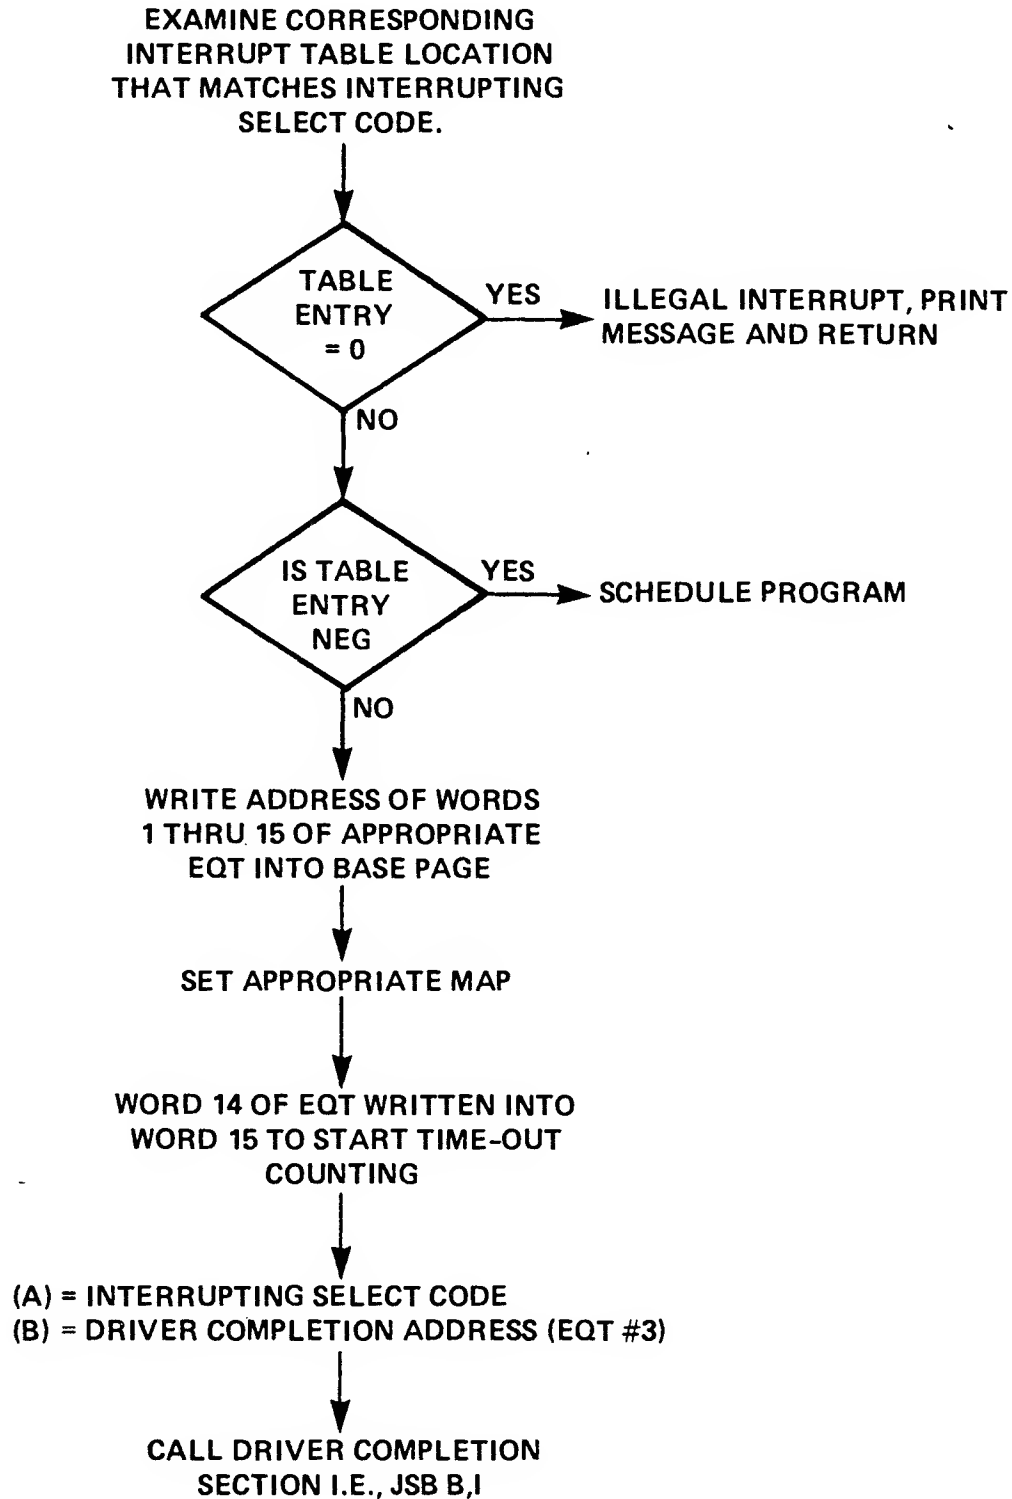 EXAMINE CORRESPONDING
INTERRUPT TABLE LOCATION
THAT MATCHES INTERRUPTING
SELECT CODE.
TABLE
ENTRY
= 0
YES
ILLEGAL INTERRUPT, PRINT
MESSAGE AND RETURN
NO
IS TABLE
ENTRY
NEG
YES
SCHEDULE PROGRAM
NO
WRITE ADDRESS OF WORDS
1 THRU 15 OF APPROPRIATE
EQT INTO BASE PAGE
SET APPROPRIATE MAP
WORD 14 OF EQT WRITTEN INTO
WORD 15 TO START TIME-OUT
COUNTING
(A) = INTERRUPTING SELECT CODE
(B) = DRIVER COMPLETION ADDRESS (EQT #3)
CALL DRIVER COMPLETION
SECTION I.E., JSB B,I